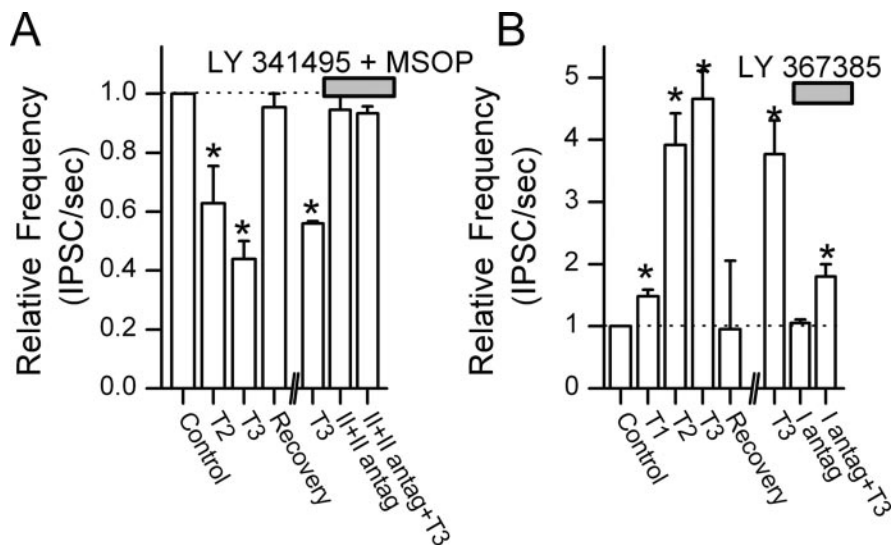 A
LY 341495 + MSOP
Relative Frequency
(IPSC/sec)
1.0
0.8
0.6
0.4
0.2
0.0
*
*
*
Control
T2
T3
Recovery
T3
II+II antag
II+II antag+T3
B
LY 367385
Relative Frequency
(IPSC/sec)
5
4
3
2
1
0
*
*
*
*
*
Control
T1
T2
T3
Recovery
T3
I antag
I antag+T3